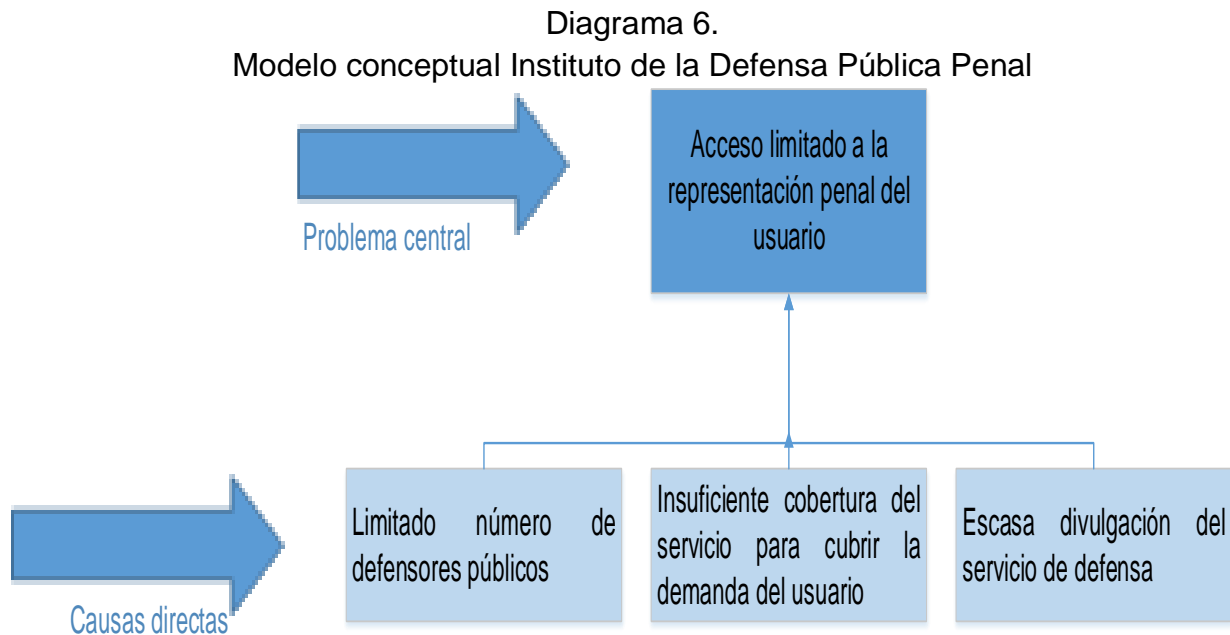 Diagrama 6.
Modelo conceptual Instituto de la Defensa Pública Penal
Acceso limitado a la
representación penal del
usuario
Problema central
Limitado número de
defensores públicos
Insuficiente cobertura del
servicio para cubrir la
demanda del usuario
Escasa divulgación del
servicio de defensa
Causas directas